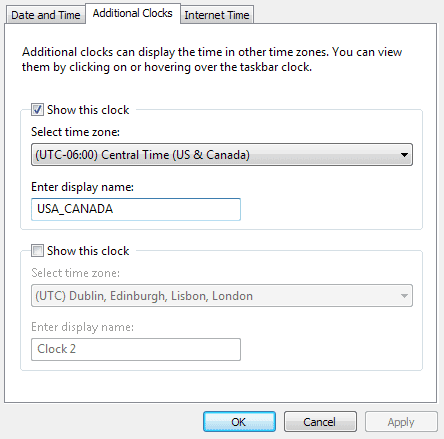 Date and Time Additional Clocks Internet Time
Additional clocks can display the time in other time zones. You can view
them by clicking on or hovering over the taskbar clock.
Show this clock
Select time zone:
(UTC-06:00) Central Time (US & Canada)
Enter display name:
USA_CANADA
Show this clock
Select time zone:
(UTC) Dublin, Edinburgh, Lisbon, London
Enter display name:
Clock 2
OK Cancel Apply